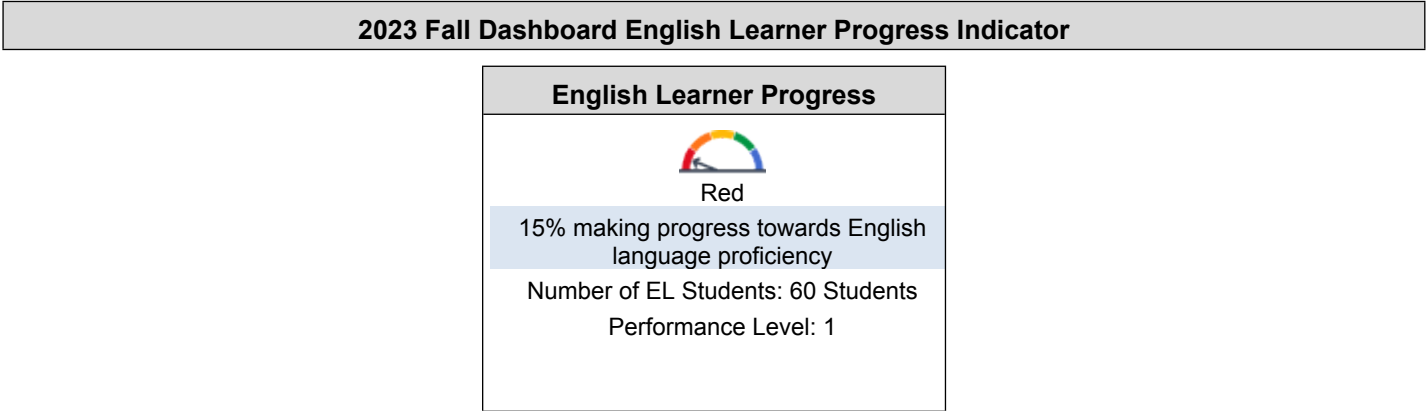 2023 Fall Dashboard English Learner Progress Indicator
English Learner Progress
Red
15% making progress towards English
language proficiency
Number of EL Students: 60 Students
Performance Level: 1